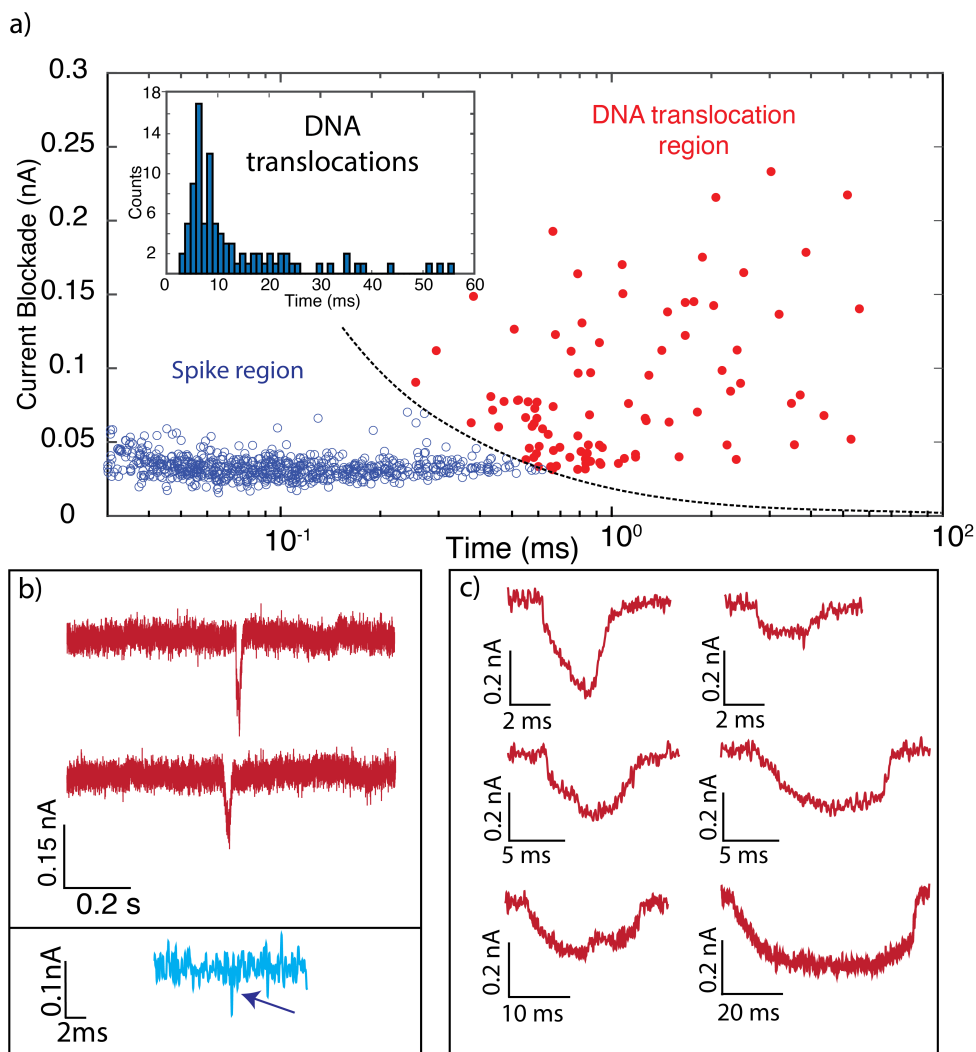 a)
0.3
0.25
0.2
0.15
0.1
0.05
0
Current Blockade (nA)
18
14
10
6
2
Counts
DNA
translocations
0
10
20
30
40
50
60
Time (ms)
DNA translocation
region
Spike region
10-1
100
102
Time (ms)
b)
0.15 nA
0.2 s
0.1nA
2ms
c)
0.2 nA
2 ms
0.2 nA
2 ms
0.2 nA
5 ms
0.2 nA
5 ms
0.2 nA
10 ms
0.2 nA
20 ms